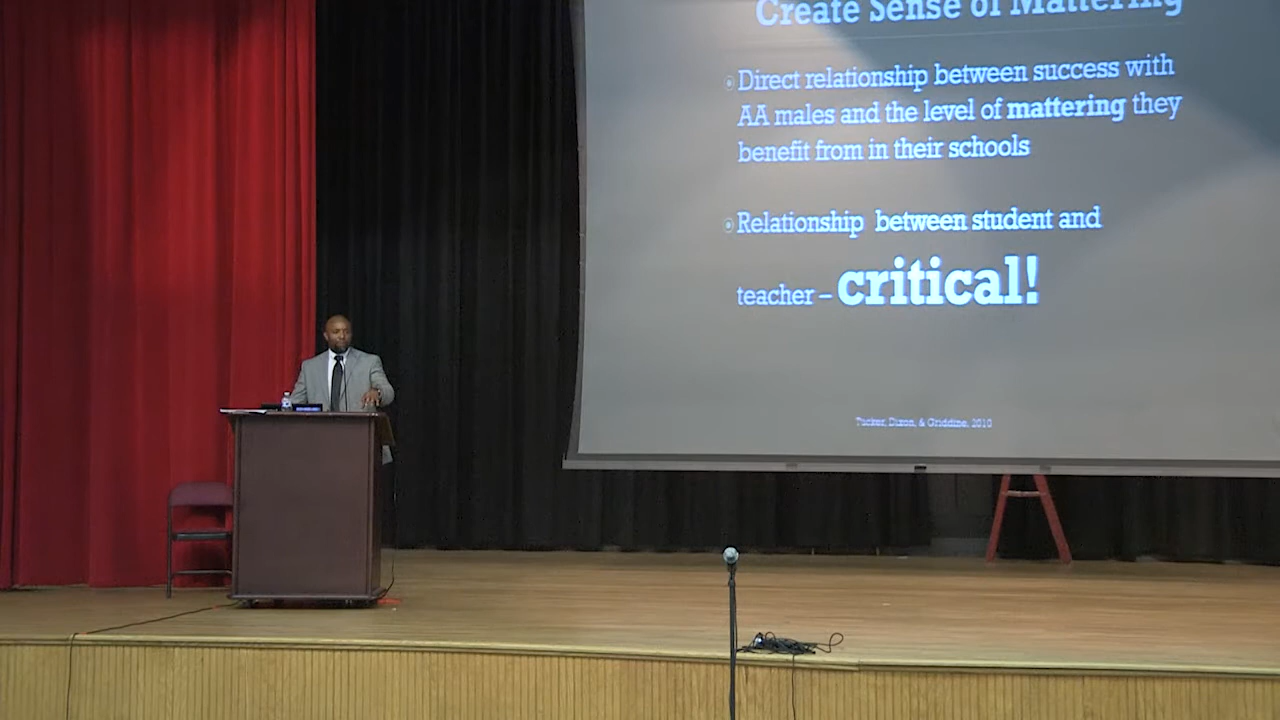 Create Sense of Mattering
Direct relationship between success with
AA males and the level of mattering they
benefit from in their schools
Relationship between student and
teacher – critical!
Tucker, Dixon, & Griddine, 2010